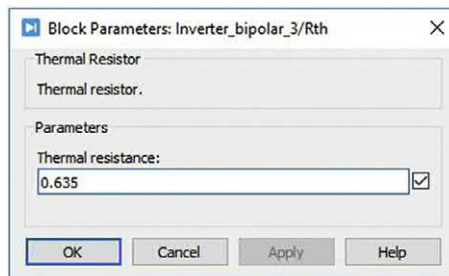 Block Parameters: Inverter_bipolar_3/Rth
Thermal Resistor
Thermal resistor.
Parameters
Thermal resistance:
0.635
OK Cancel Apply Help